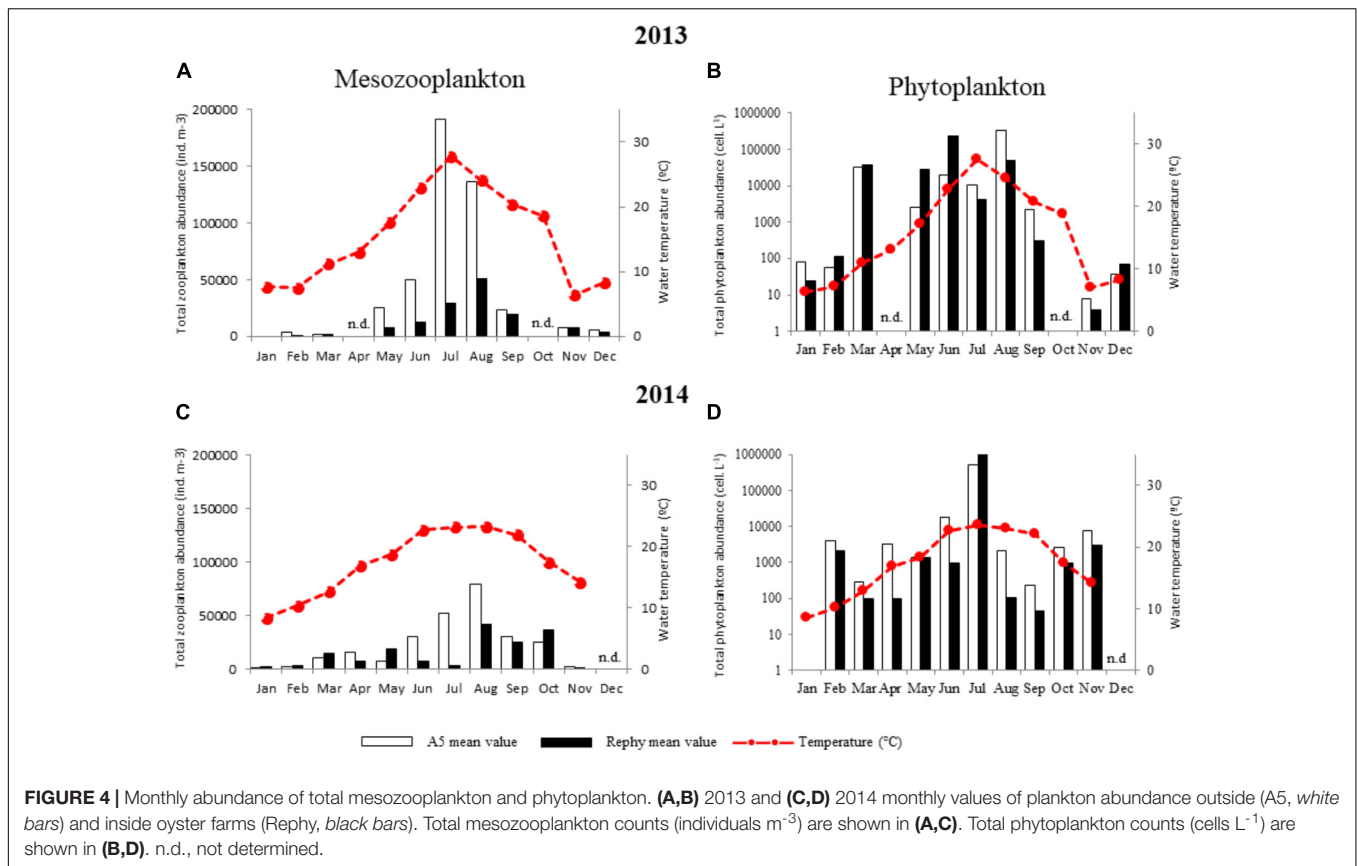 2013
A
Mesozooplankton
Total zooplankton abundance (ind. m-3)
200000
150000
100000
50000
0
n.d.
n.d.
Jan Feb Mar Apr May Jun Jul Aug Sep Oct Nov Dec
30
20
10
0
Water temperature (ºC)
B
Phytoplankton
Total phytoplankton abundance (cell. L⁻¹)
1000000
100000
10000
1000
100
10
1
n.d.
n.d.
Jan Feb Mar Apr May Jun Jul Aug Sep Oct Nov Dec
30
20
10
0
Water temperature (ºC)
2014
C
Total zooplankton abundance (ind. m-3)
200000
150000
100000
50000
0
n.d.
Jan Feb Mar Apr May Jun Jul Aug Sep Oct Nov Dec
30
20
10
0
Water temperature (ºC)
D
Total phytoplankton abundance (cell. L⁻¹)
1000000
100000
10000
1000
100
10
1
n.d
Jan Feb Mar Apr May Jun Jul Aug Sep Oct Nov Dec
30
20
10
0
Water temperature (ºC)
A5 mean value Rephy mean value Temperature (°C)
FIGURE 4 | Monthly abundance of total mesozooplankton and phytoplankton. (A,B) 2013 and (C,D) 2014 monthly values of plankton abundance outside (A5, white
bars) and inside oyster farms (Rephy, black bars). Total mesozooplankton counts (individuals m⁻³) are shown in (A,C). Total phytoplankton counts (cells L⁻¹) are
shown in (B,D). n.d., not determined.